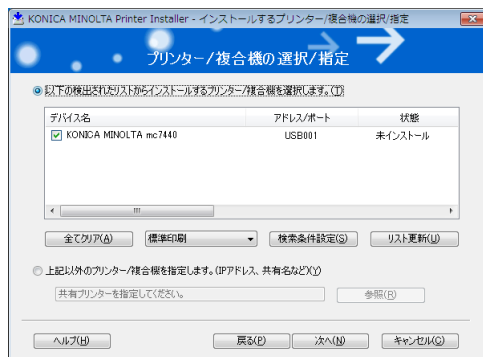 KONICA MINOLTA Printer Installer - インストールするプリンター/複合機の選択/指定
プリンター/複合機の選択/指定
以下の検出されたリストからインストールするプリンター/複合機を選択します。(T)
デバイス名 アドレス/ポート 状態
KONICA MINOLTA mc7440 USB001 未インストール
全てクリア(A) 標準印刷 検索条件設定(S) リスト更新(U)
上記以外のプリンター/複合機を指定します。(IPアドレス、共有名など)(Y)
共有プリンターを指定してください。 参照(R)
ヘルプ(H) 戻る(P) 次へ(N) キャンセル(C)